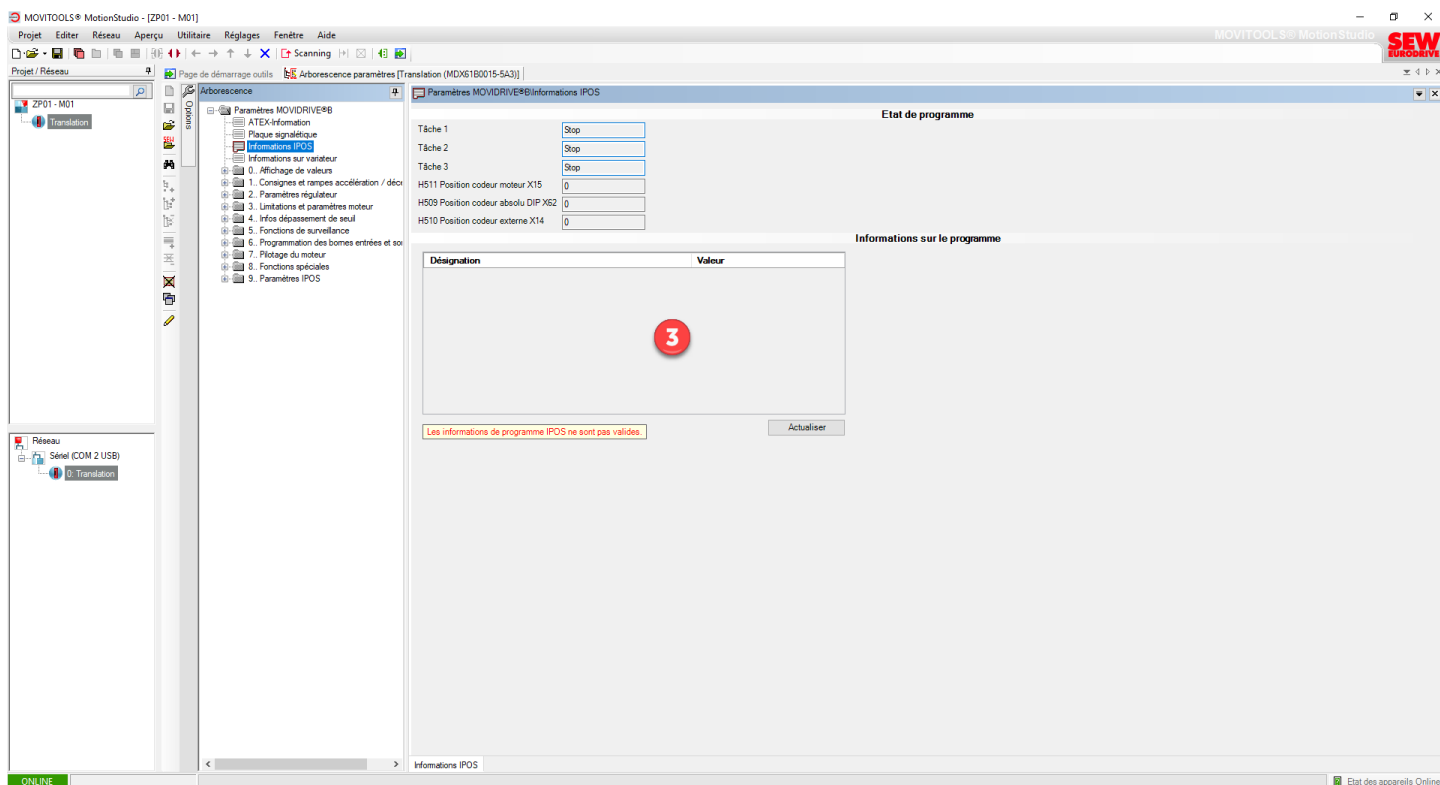 MOVITOOLS® MotionStudio - [ZP01 - M01]
Projet Editer Réseau Aperçu Utilitaire Réglages Fenêtre Aide
MOVITOOLS® MotionStudio
SEW
EURODRIVE
Scanning
Projet / Réseau
Page de démarrage outils
Arborescence paramètres [Translation (MDX61B0015-5A3)]
ZP01 - M01
Translation
Options
Arborescence
Paramètres MOVIDRIVE®B
ATEX-Information
Plaque signalétique
Informations IPOS
Informations sur variateur
0.. Affichage de valeurs
1.. Consignes et rampes accélération / déce
2.. Paramètres régulateur
3.. Limitations et paramètres moteur
4.. Infos dépassement de seuil
5.. Fonctions de surveillance
6.. Programmation des bornes entrées et sor
7.. Pilotage du moteur
8.. Fonctions spéciales
9.. Paramètres IPOS
Paramètres MOVIDRIVE®B\Informations IPOS
Etat de programme
Tâche 1 Stop
Tâche 2 Stop
Tâche 3 Stop
H511 Position codeur moteur X15 0
H509 Position codeur absolu DIP X62 0
H510 Position codeur externe X14 0
Informations sur le programme
Désignation Valeur
3
Les informations de programme IPOS ne sont pas valides.
Actualiser
Réseau
Sériel (COM 2 USB)
0: Translation
Informations IPOS
ONLINE
Etat des appareils Online